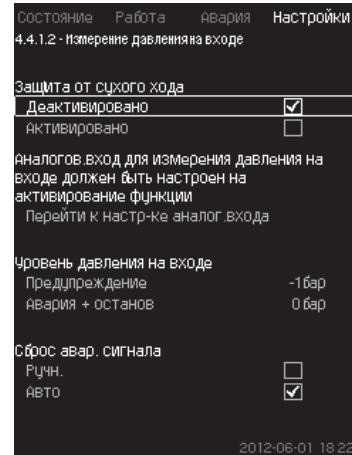 Состояние Работа Авария Настройки
4.4.1.2 - Измерение давления на входе
Защита от сухого хода
Деактивировано
Активировано
Аналогов.вход для измерения давления на
входе должен быть настроен на
активирование функции
Перейти к настр-ке аналог.входа
Уровень давления на входе
Предупреждение -1 бар
Авария + останов 0 бар
Сброс авар. сигнала
Ручн.
Авто
2012-06-01 18:22